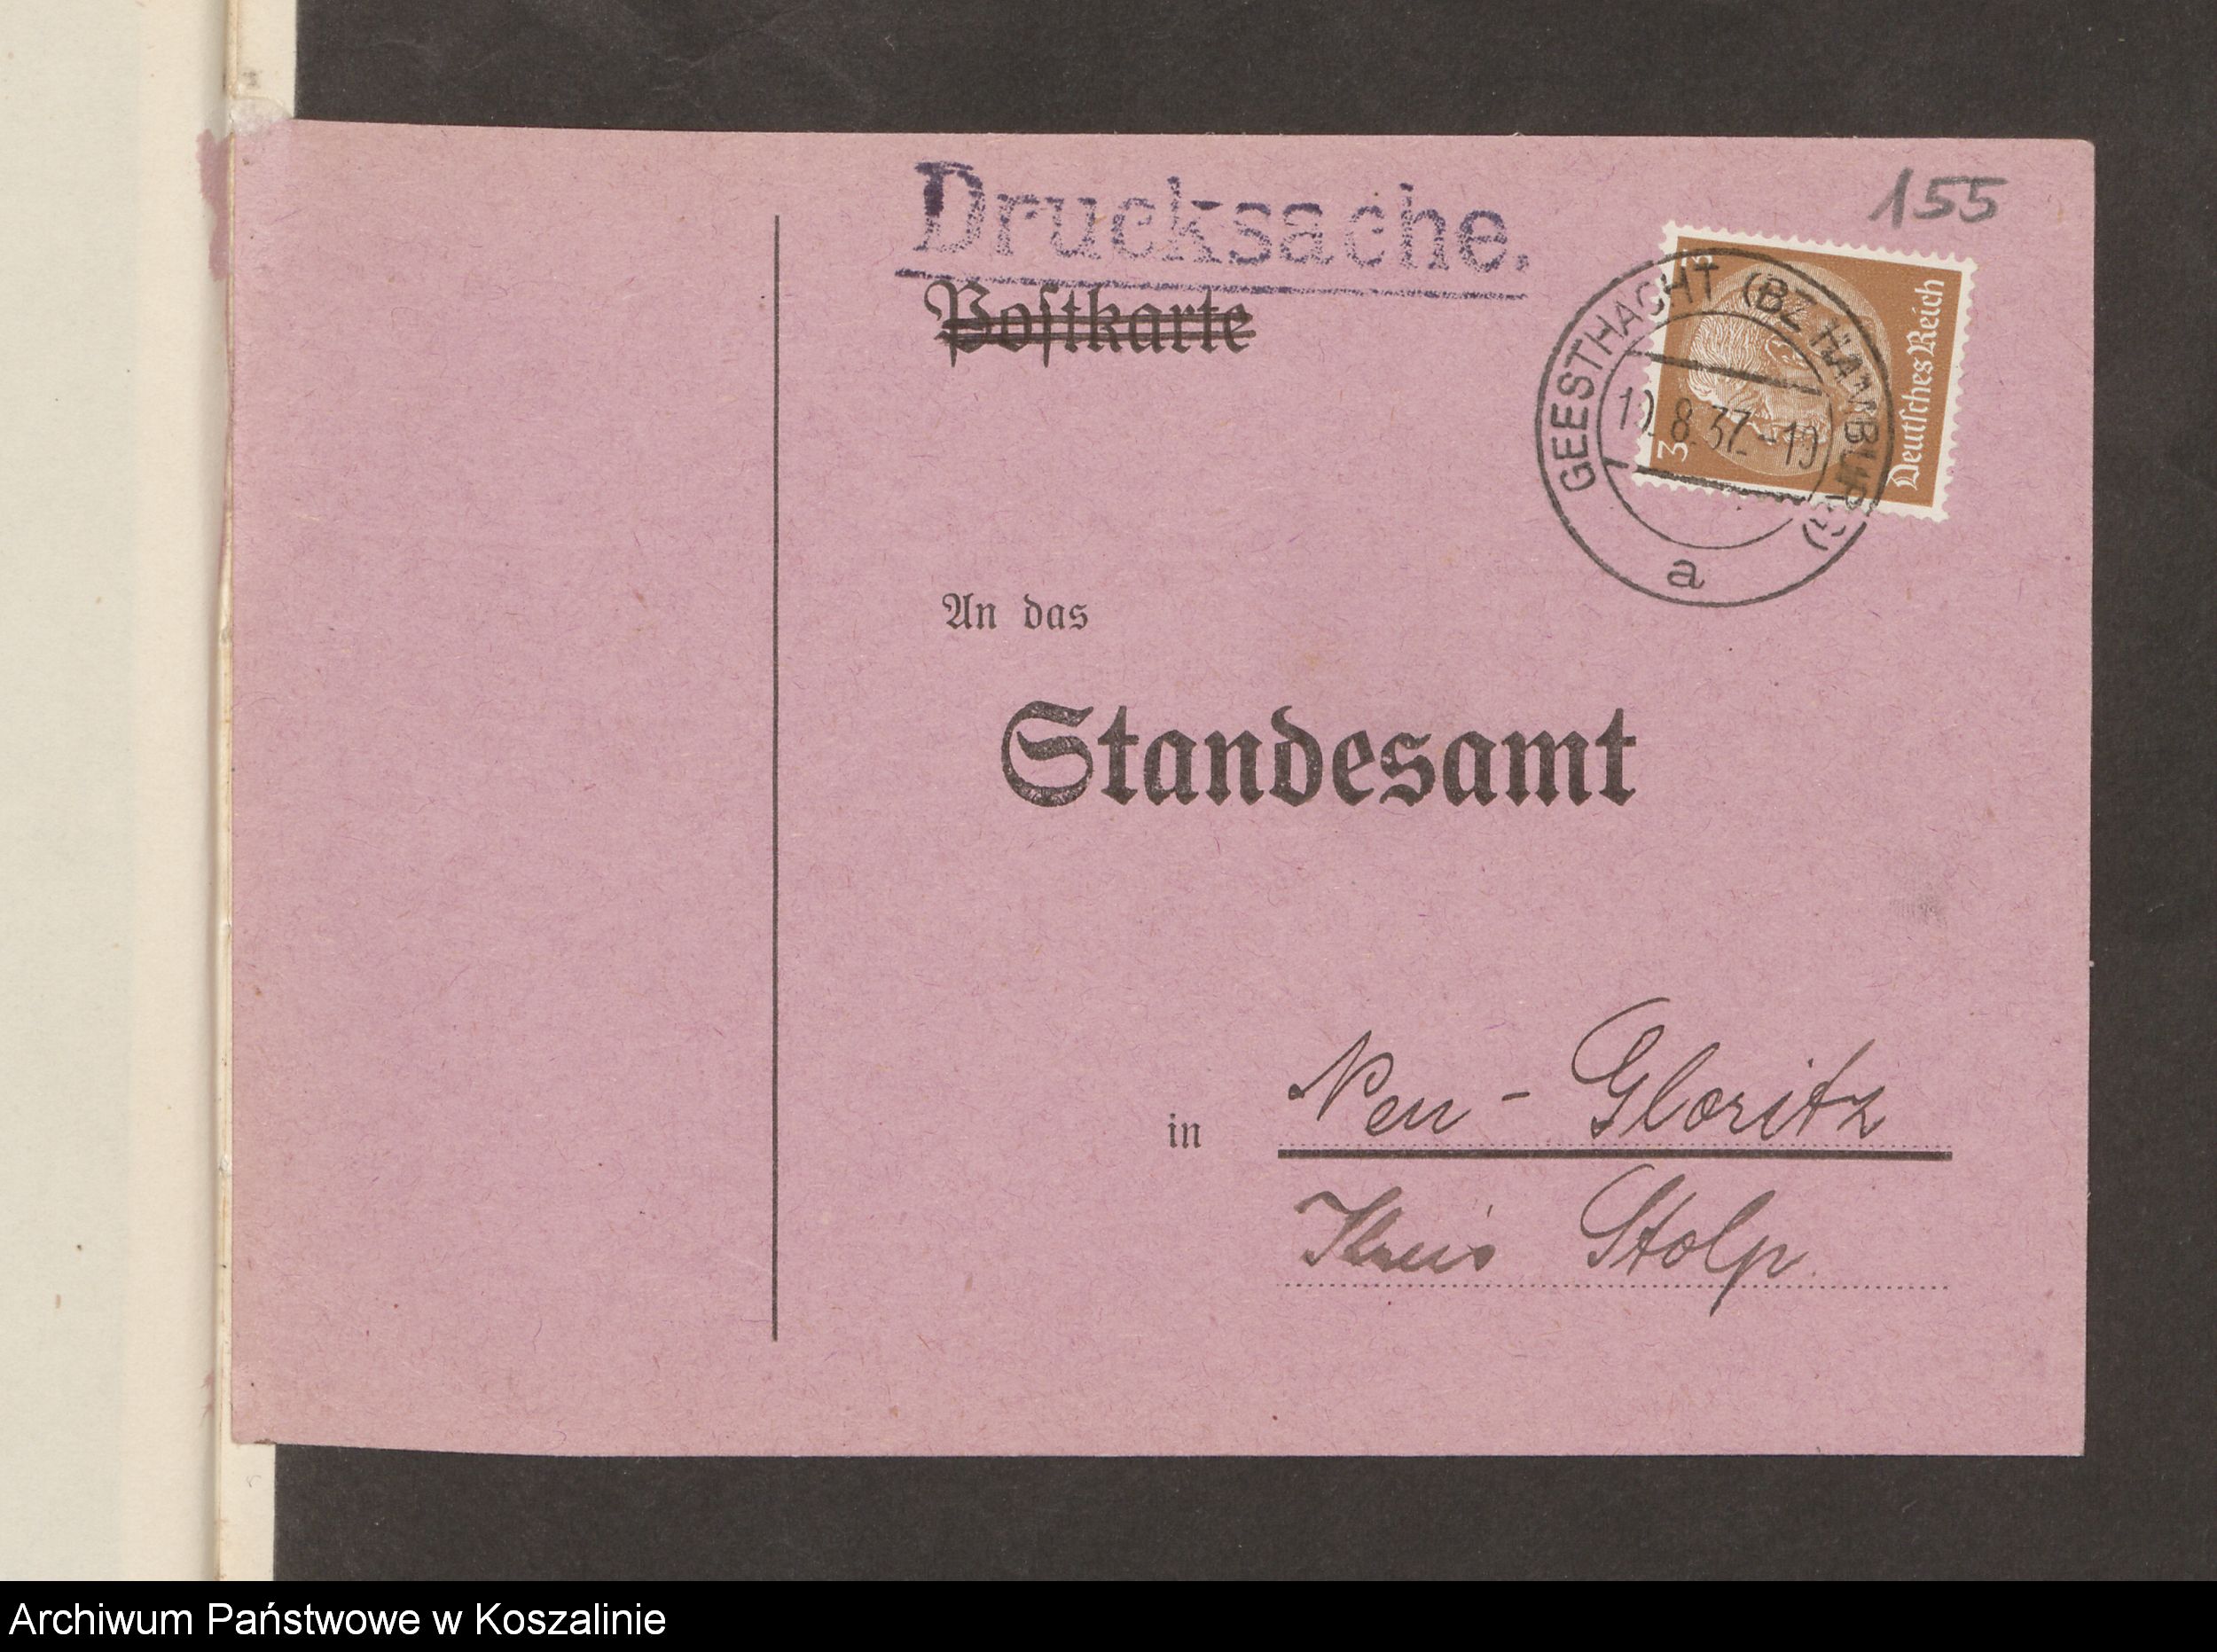 155
Drucksache.
Postkarte
3 3
Deutsches Reich
GEESTHACHT (BZ HAMBURG)
8.37.-19
a
An das
Standesamt
in Neu-Gloritz
Kreis Stolp
Archiwum Państwowe w Koszalinie